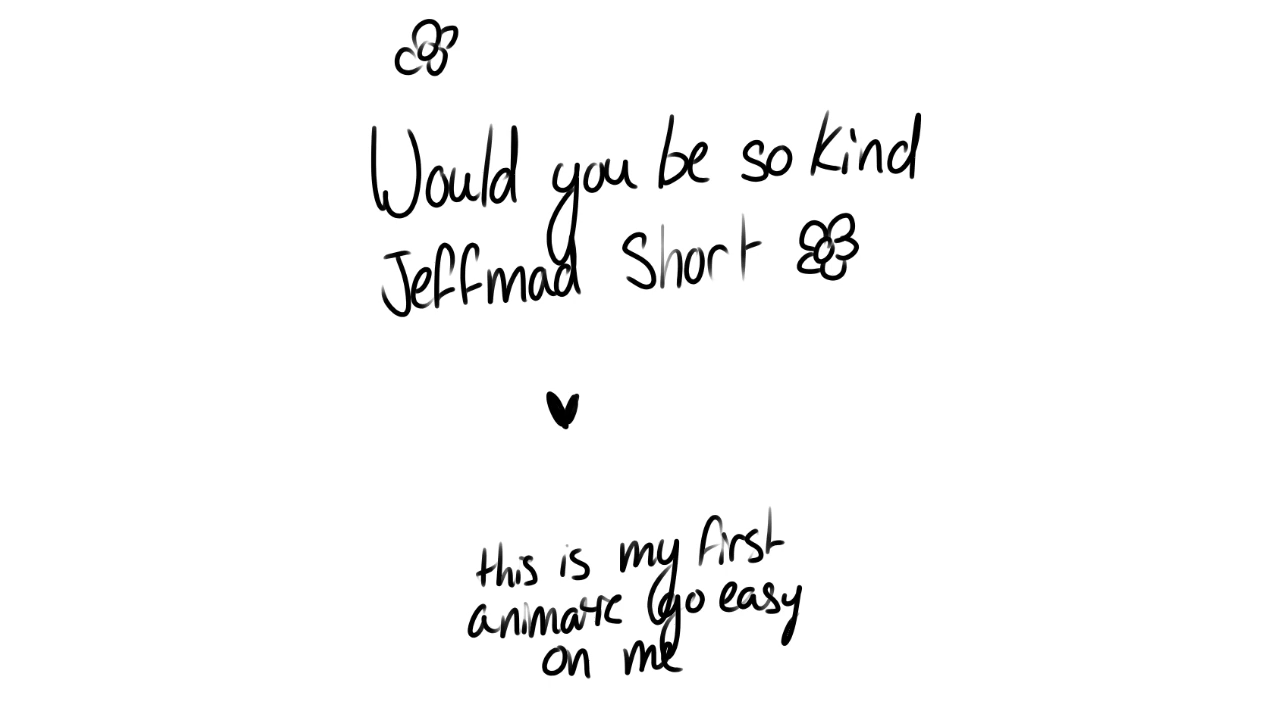 Would you be so kind
Jeffmad Short
this is my first
animatic (go easy
on me